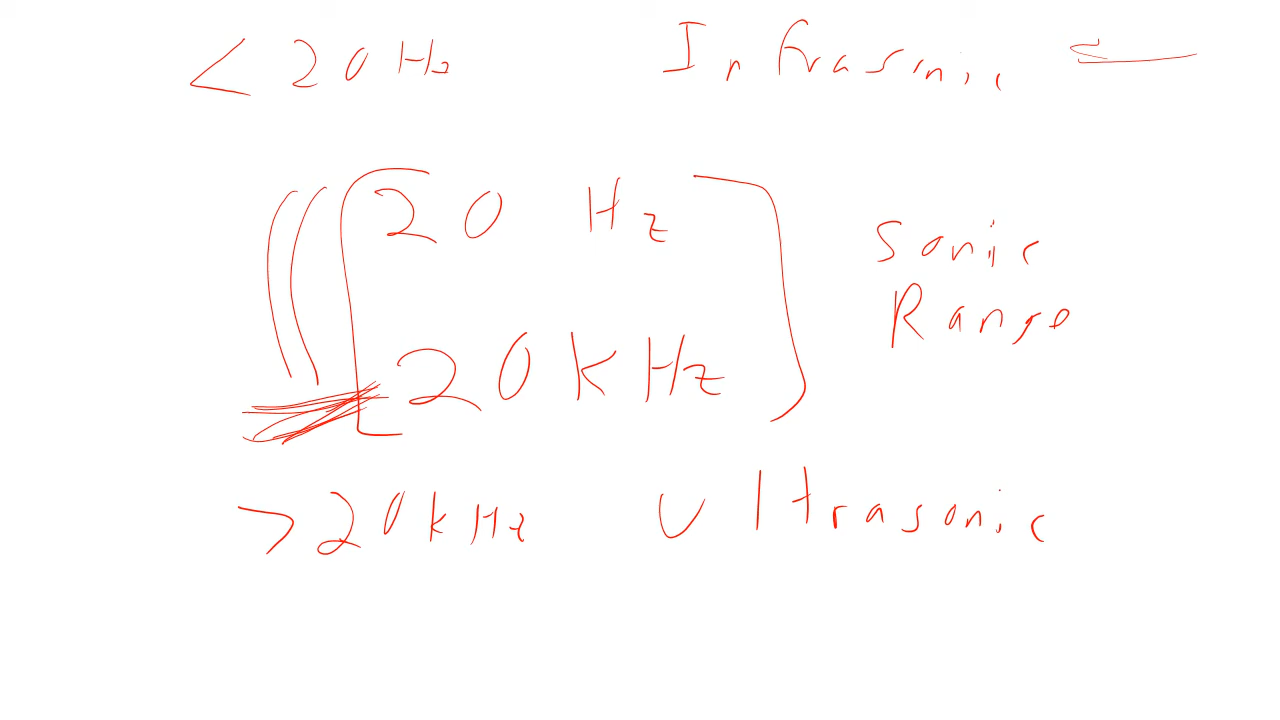 < 20 Hz Infrasonic
20 Hz
Sonic
Range
20 kHz
> 20 kHz Ultrasonic